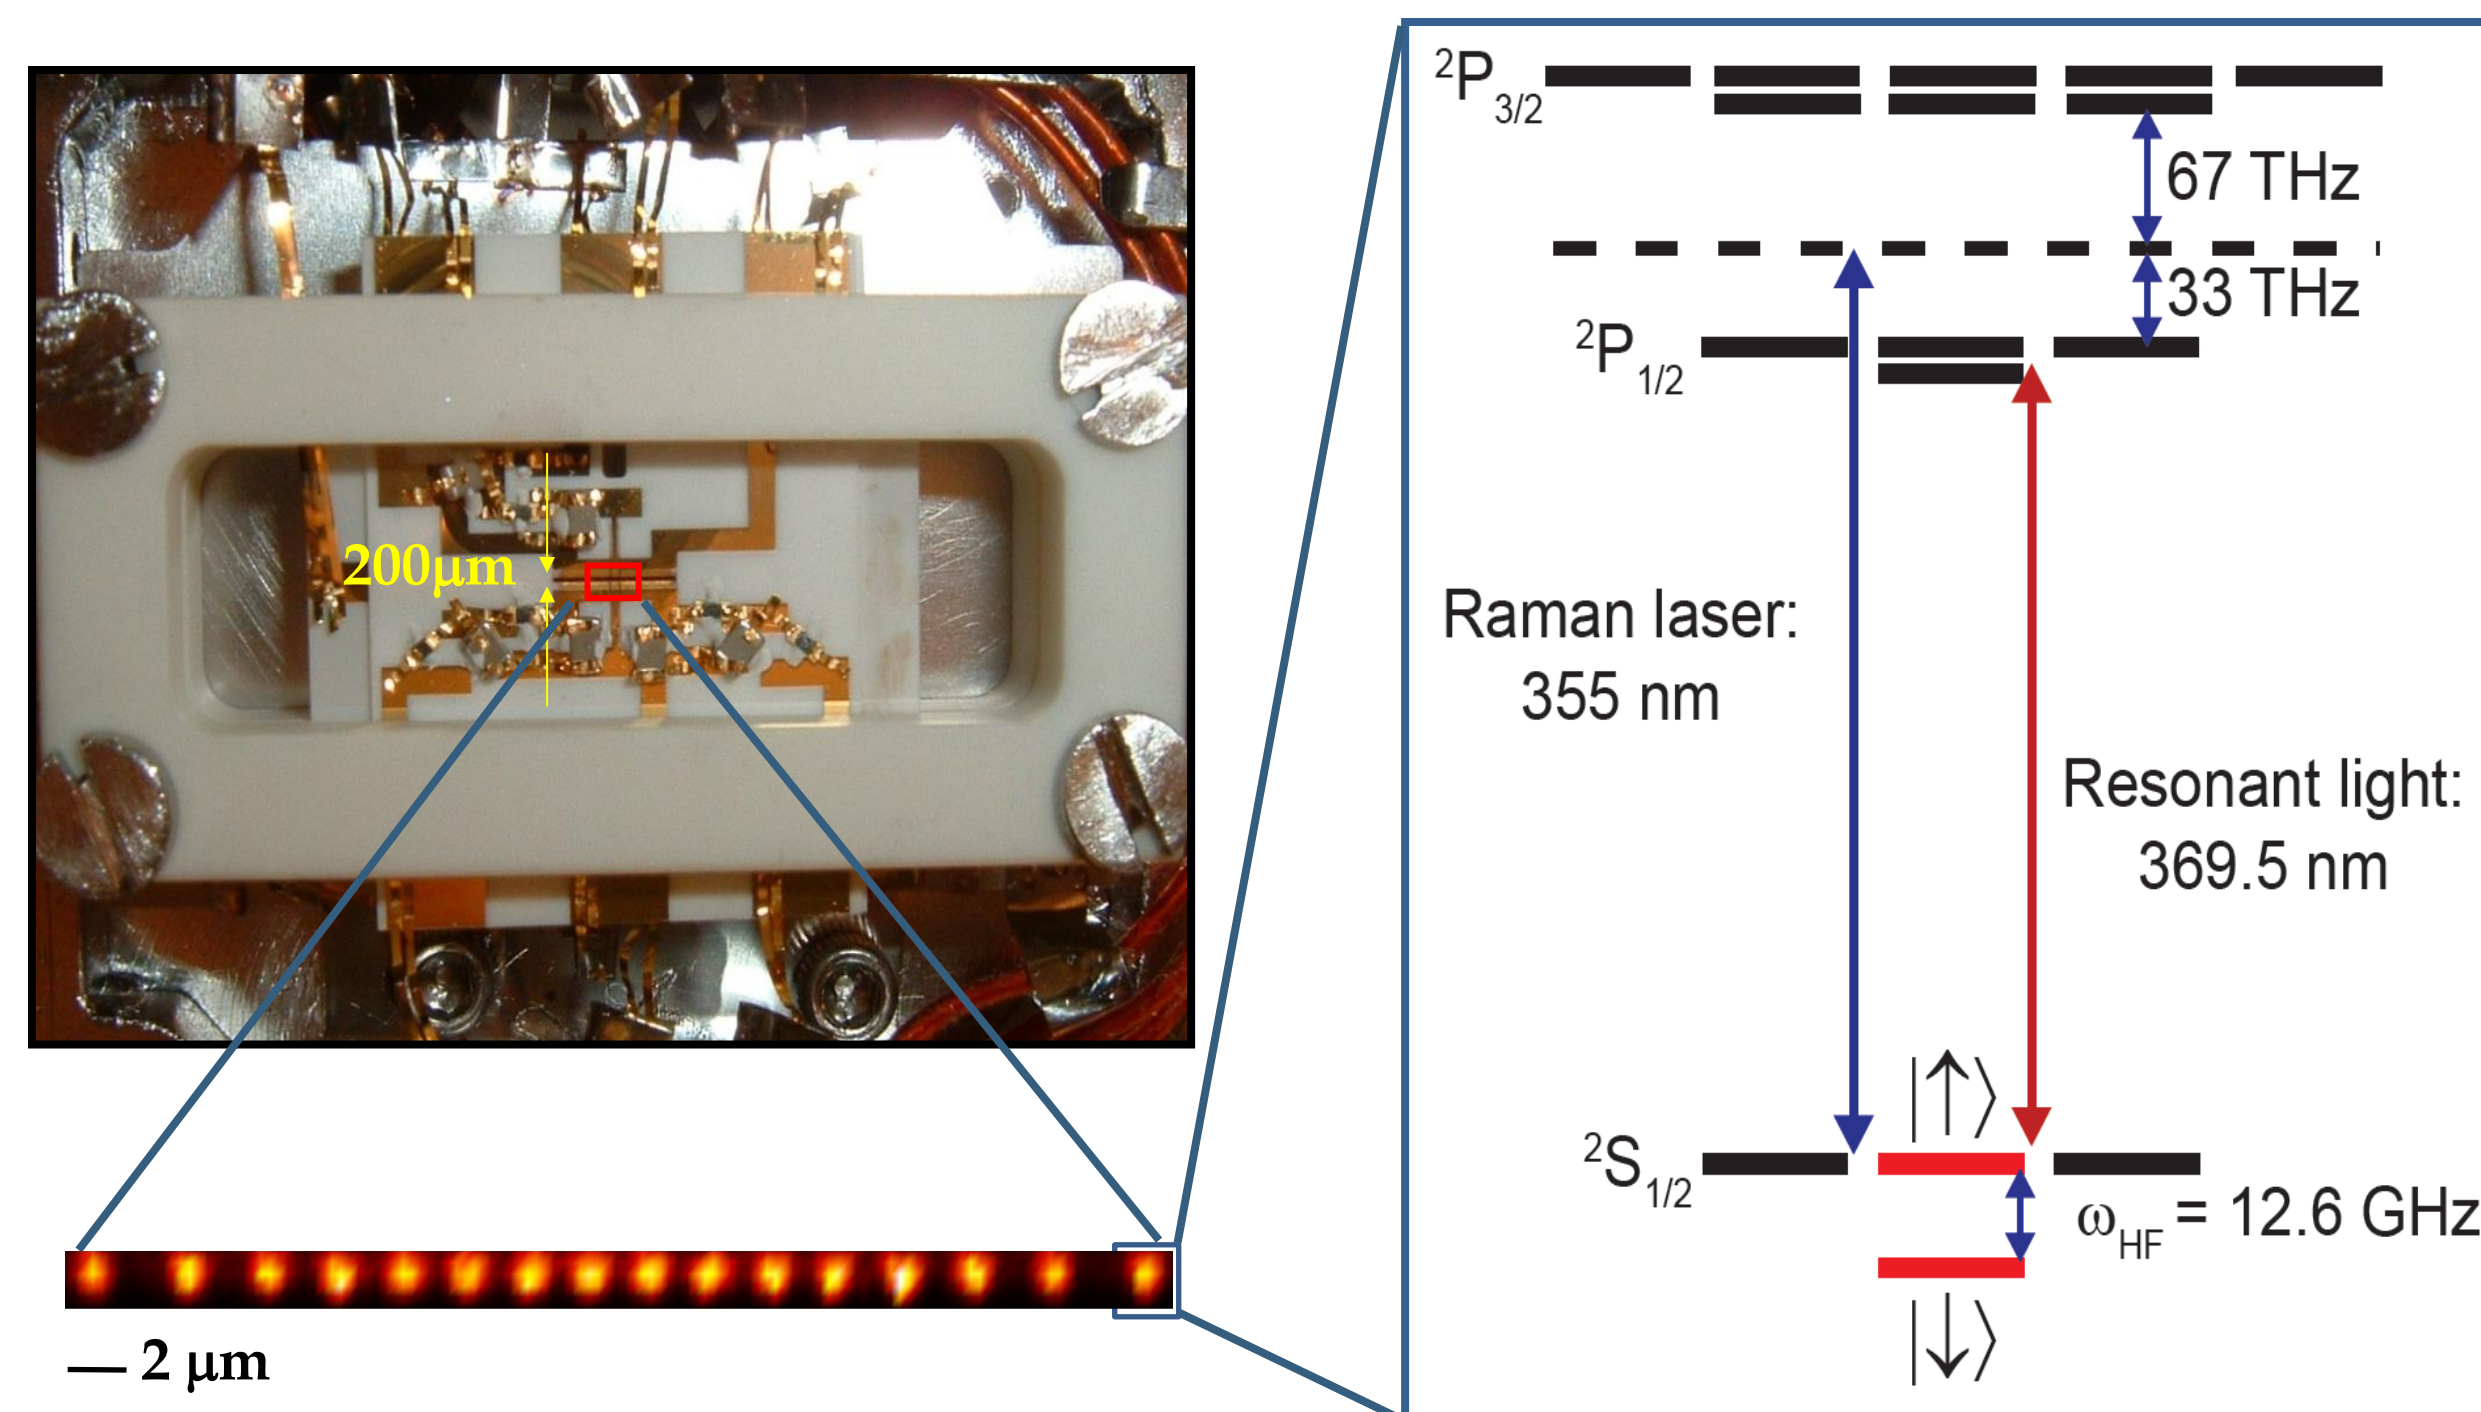 200μm
2 μm
²P₃/₂
67 THz
33 THz
²P₁/₂
Raman laser:
355 nm
Resonant light:
369.5 nm
|↑⟩
²S₁/₂
ω_HF = 12.6 GHz
|↓⟩